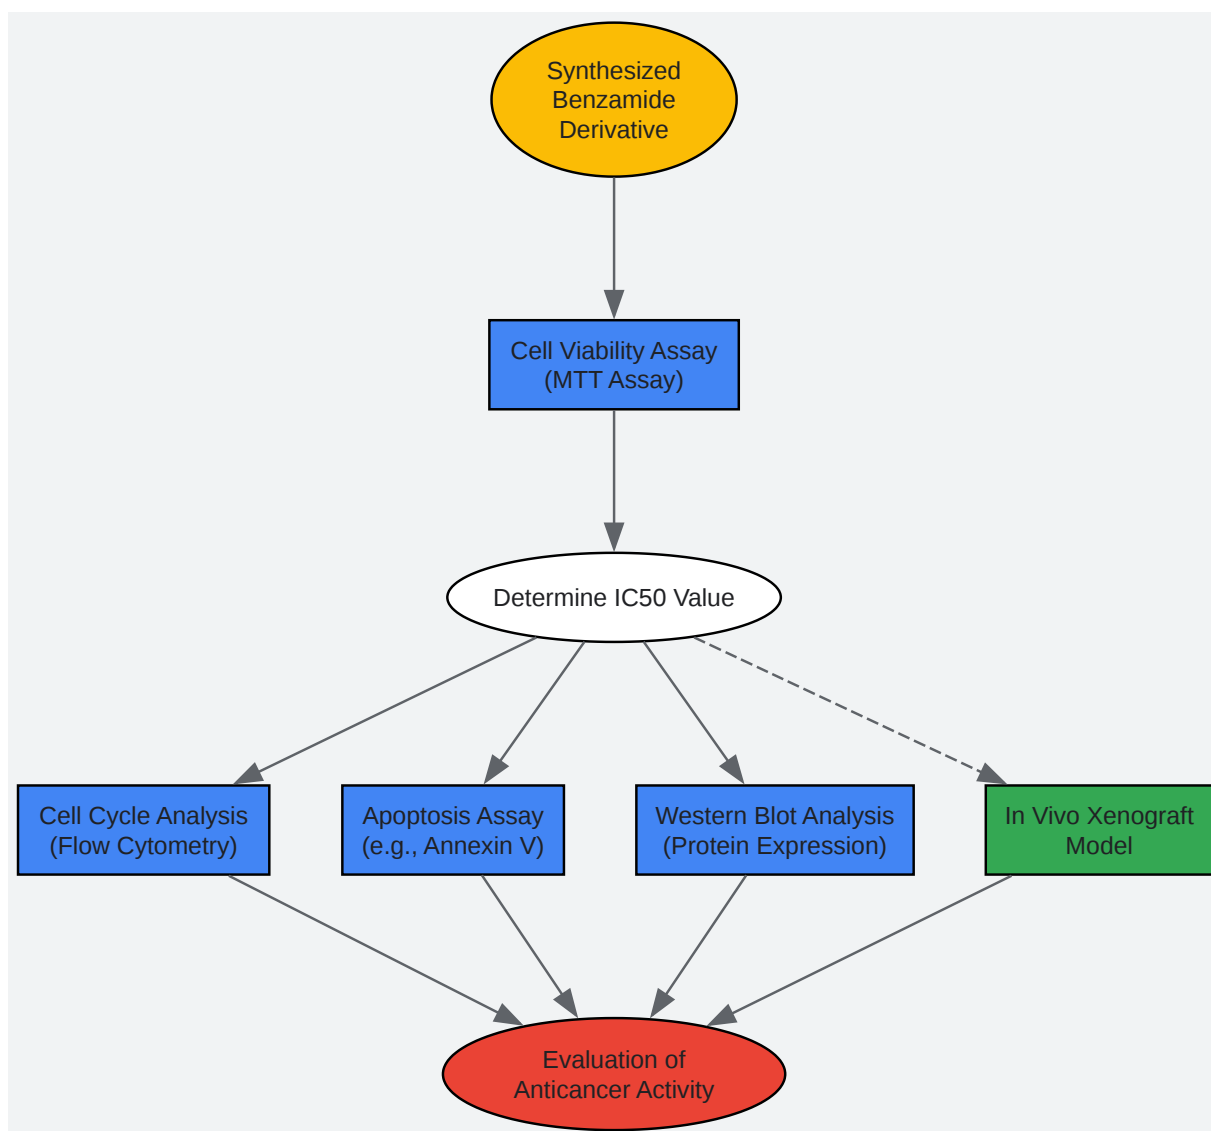 Synthesized
Benzamide
Derivative
Cell Viability Assay
(MTT Assay)
Determine IC50 Value
Cell Cycle Analysis
(Flow Cytometry)
Apoptosis Assay
(e.g., Annexin V)
Western Blot Analysis
(Protein Expression)
In Vivo Xenograft
Model
Evaluation of
Anticancer Activity